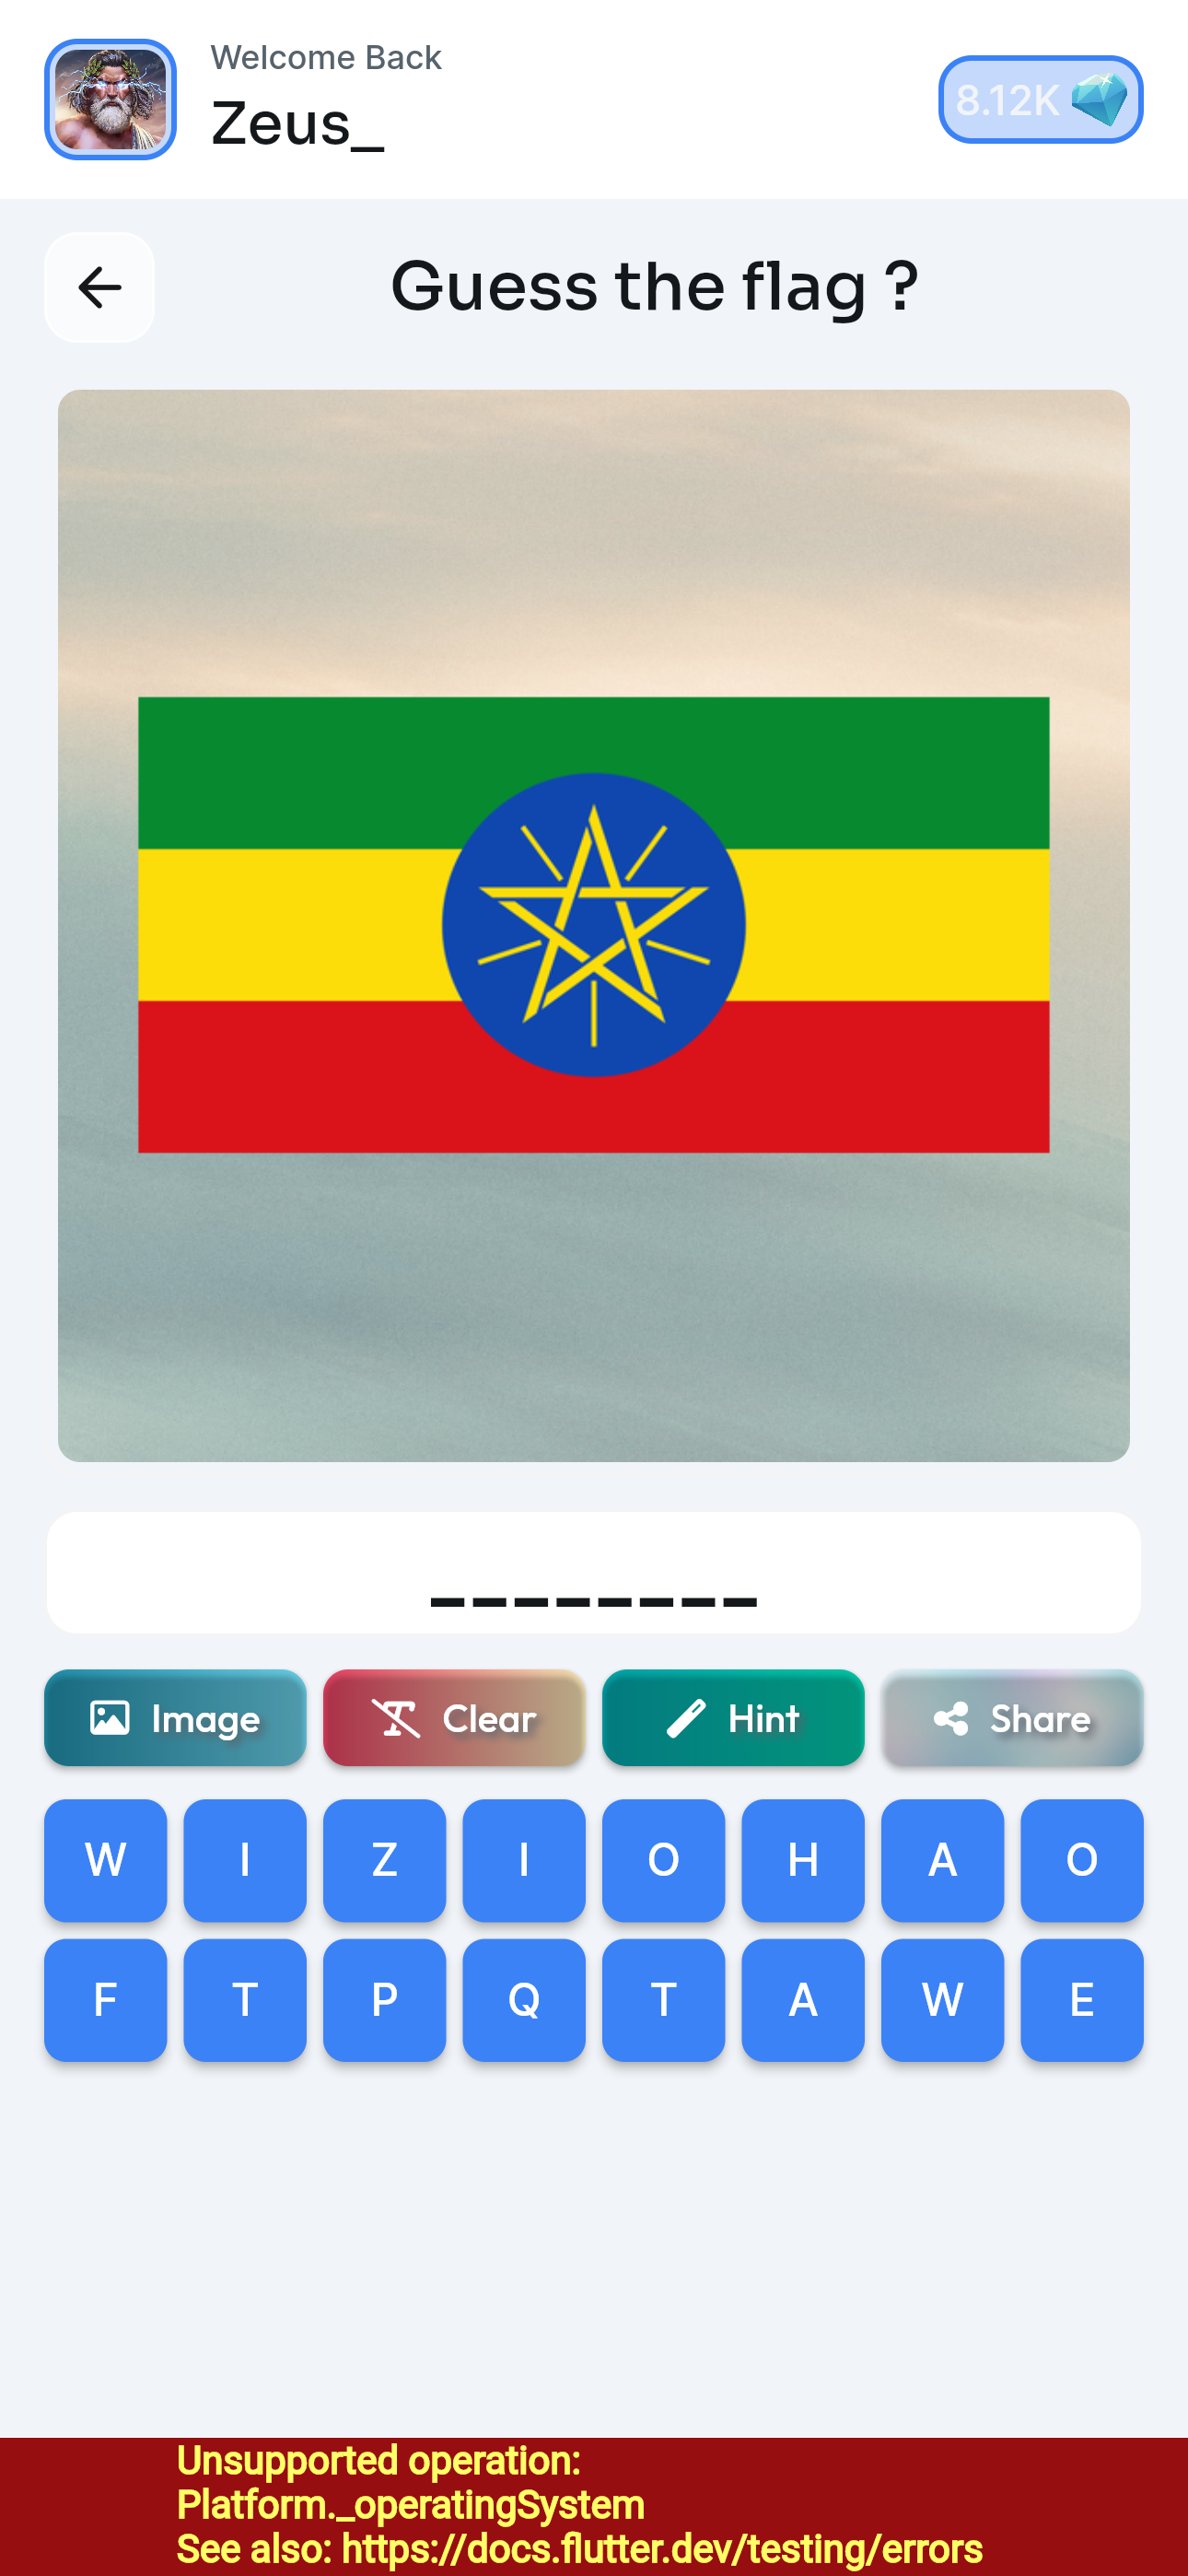 Welcome Back
Zeus_
8.12K
Guess the flag ?
________
Image Clear Hint Share
W I Z I O H A O
F T P Q T A W E
Unsupported operation:
Platform._operatingSystem
See also: https://docs.flutter.dev/testing/errors